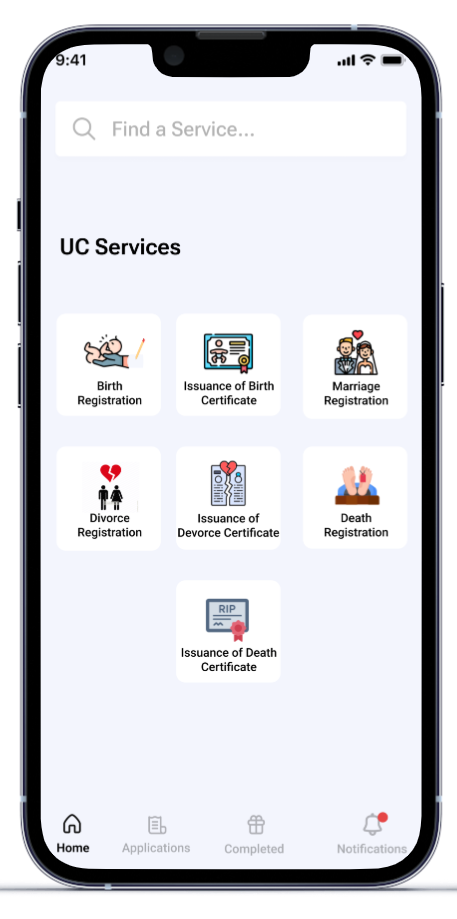 9:41
Find a Service...
UC Services
Birth
Registration
Issuance of Birth
Certificate
Marriage
Registration
Divorce
Registration
Issuance of
Devorce Certificate
Death
Registration
RIP
Issuance of Death
Certificate
Home
Applications
Completed
Notifications